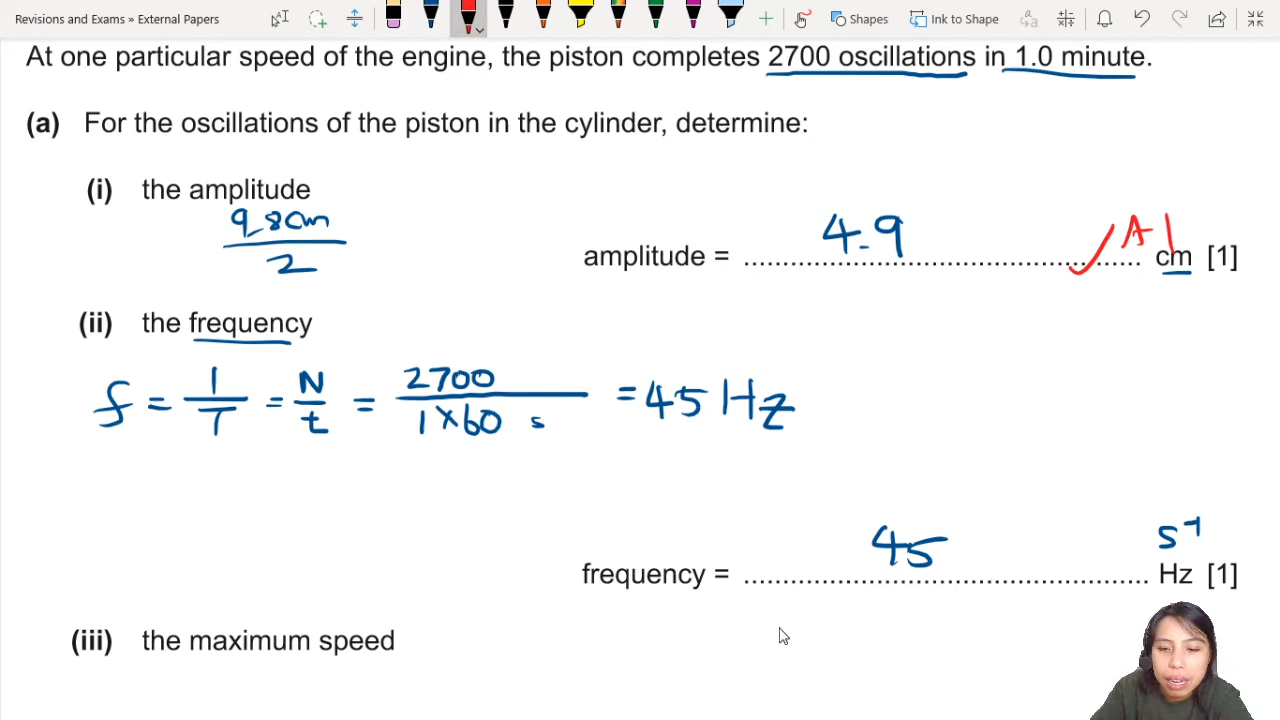 Revisions and Exams » External Papers
Shapes
Ink to Shape
At one particular speed of the engine, the piston completes 2700 oscillations in 1.0 minute.
(a) For the oscillations of the piston in the cylinder, determine:
(i) the amplitude
9.8cm
2
amplitude = 4.9 cm [1]
A1
(ii) the frequency
f = 1/T = N/t = 2700/1×60 s = 45 Hz
frequency = 45 Hz [1]
s⁻¹
(iii) the maximum speed